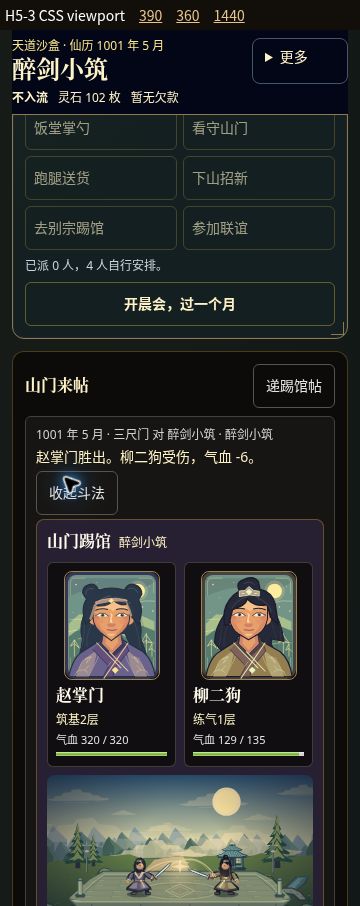 H5-3 CSS viewport 390 360 1440
天道沙盒 · 仙历 1001 年 5 月
醉剑小筑
▶ 更多
不入流 灵石 102 枚 暂无欠款
饭堂掌勺 看守山门
跑腿送货 下山招新
去别宗踢馆 参加联谊
已派 0 人，4 人自行安排。
开晨会，过一个月
山门来帖
递踢馆帖
1001 年 5 月 · 三尺门 对 醉剑小筑 · 醉剑小筑
赵掌门胜出。柳二狗受伤，气血 -6。
收起斗法
山门踢馆 醉剑小筑
赵掌门 柳二狗
筑基2层 练气1层
气血 320 / 320 气血 129 / 135